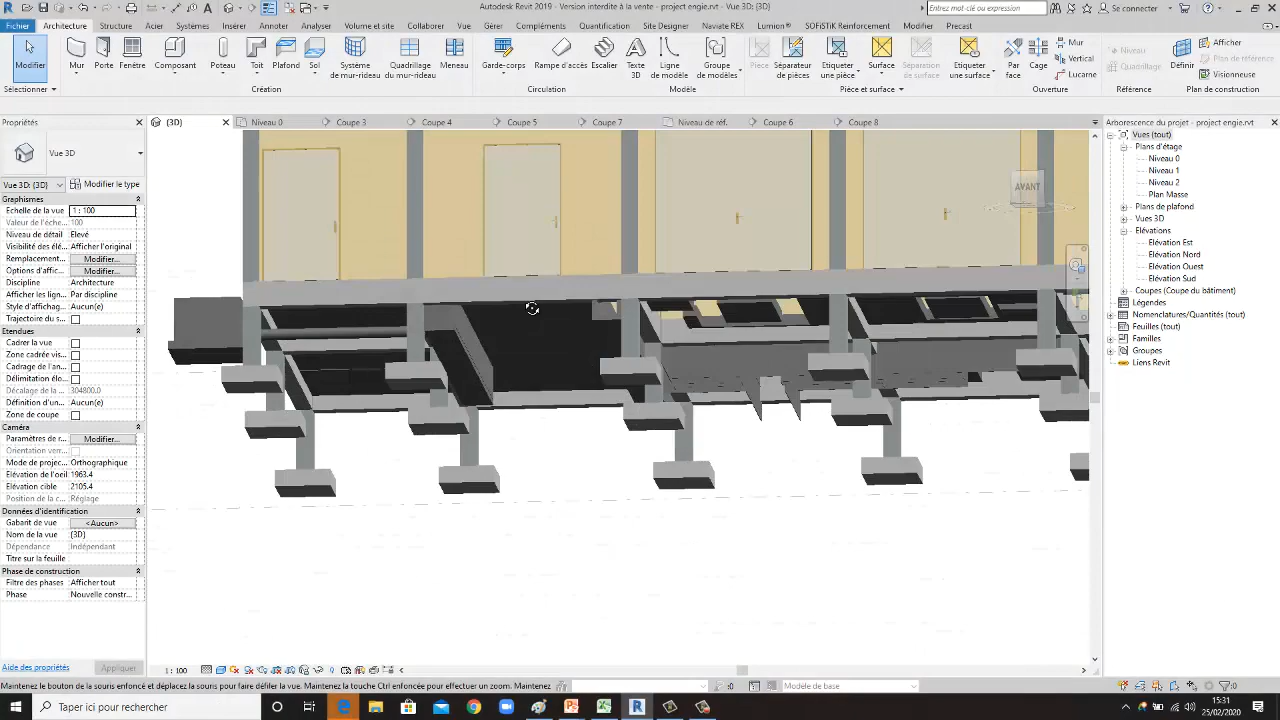 Autodesk Revit 2019 - Version interdite à la vente - project engie.rvt - Vue 3D: {3D}
Entrez mot-clé ou expression
Se connecter
Fichier Architecture Structure Acier Systèmes Insérer Annoter Analyser Volume et site Collaborer Vue Gérer Compléments Quantification Site Designer Naviate REX Lumion® SOFiSTiK Reinforcement Modifier Precast
Modifier Mur Porte Fenêtre Composant Poteau Toit Plafond Sol Système de mur-rideau Quadrillage de mur-rideau Meneau Garde-corps Rampe d'accès Escalier Texte 3D Ligne de modèle Groupe de modèles Pièce Séparateur de pièces Etiqueter une pièce Surface Séparation de surface Etiqueter une surface Par face Cage Mur Vertical Lucarne Niveau Quadrillage Définir Afficher Plan de référence Visionneuse
Sélectionner Création Circulation Modèle Pièce et surface Ouverture Référence Plan de construction
Propriétés
{3D} Niveau 0 Coupe 3 Coupe 4 Coupe 5 Coupe 7 Niveau de réf. Coupe 6 Coupe 8
Arborescence du projet - project engie.rvt
Vue 3D
Vue 3D {3D} Modifier le type
Graphismes
Echelle de la vue 1 : 100
Valeur de l'éche... 100
Niveau de détail Elevé
Visibilité des élé... Afficher l'original
Remplacement... Modifier...
Options d'affic... Modifier...
Discipline Architecture
Afficher les lign... Par discipline
Style d'affichag... Aucun(e)
Trajectoire du s...
Etendues
Cadrer la vue
Zone cadrée vis...
Cadrage de l'an...
Délimitation élo...
Décalage de la... 304800.0
Définition d'un... Aucun(e)
Zone de coupe
Caméra
Paramètres de r... Modifier...
Orientation verr...
Mode de projec... Orthographique
Elévation de l'oeil 1963.4
Elévation cible 2105.4
Position de la c... Réglage
Données d'identification
Gabarit de vue <Aucun>
Nom de la vue {3D}
Dépendance Indépendant
Titre sur la feuille
Phase de construction
Filtre des phases Afficher tout
Phase Nouvelle constr...
Aide des propriétés Appliquer
AVANT
Vues (tout)
Plans d'étage
Niveau 0
Niveau 1
Niveau 2
Plan Masse
Plans de plafond
Vues 3D
Elévations
Elévation Est
Elévation Nord
Elévation Ouest
Elévation Sud
Coupes (Coupe du bâtiment)
Légendes
Nomenclatures/Quantités (tout)
Feuilles (tout)
Familles
Groupes
Liens Revit
1 : 100
Maintenez le bouton de la souris enfoncé et déplacez la souris pour faire défiler la vue. Maintenez la touche Ctrl enfoncée pour effectuer un zoom. Maintenez
:0
Modèle de base
:0
Taper ici pour rechercher
15:31
25/02/2020